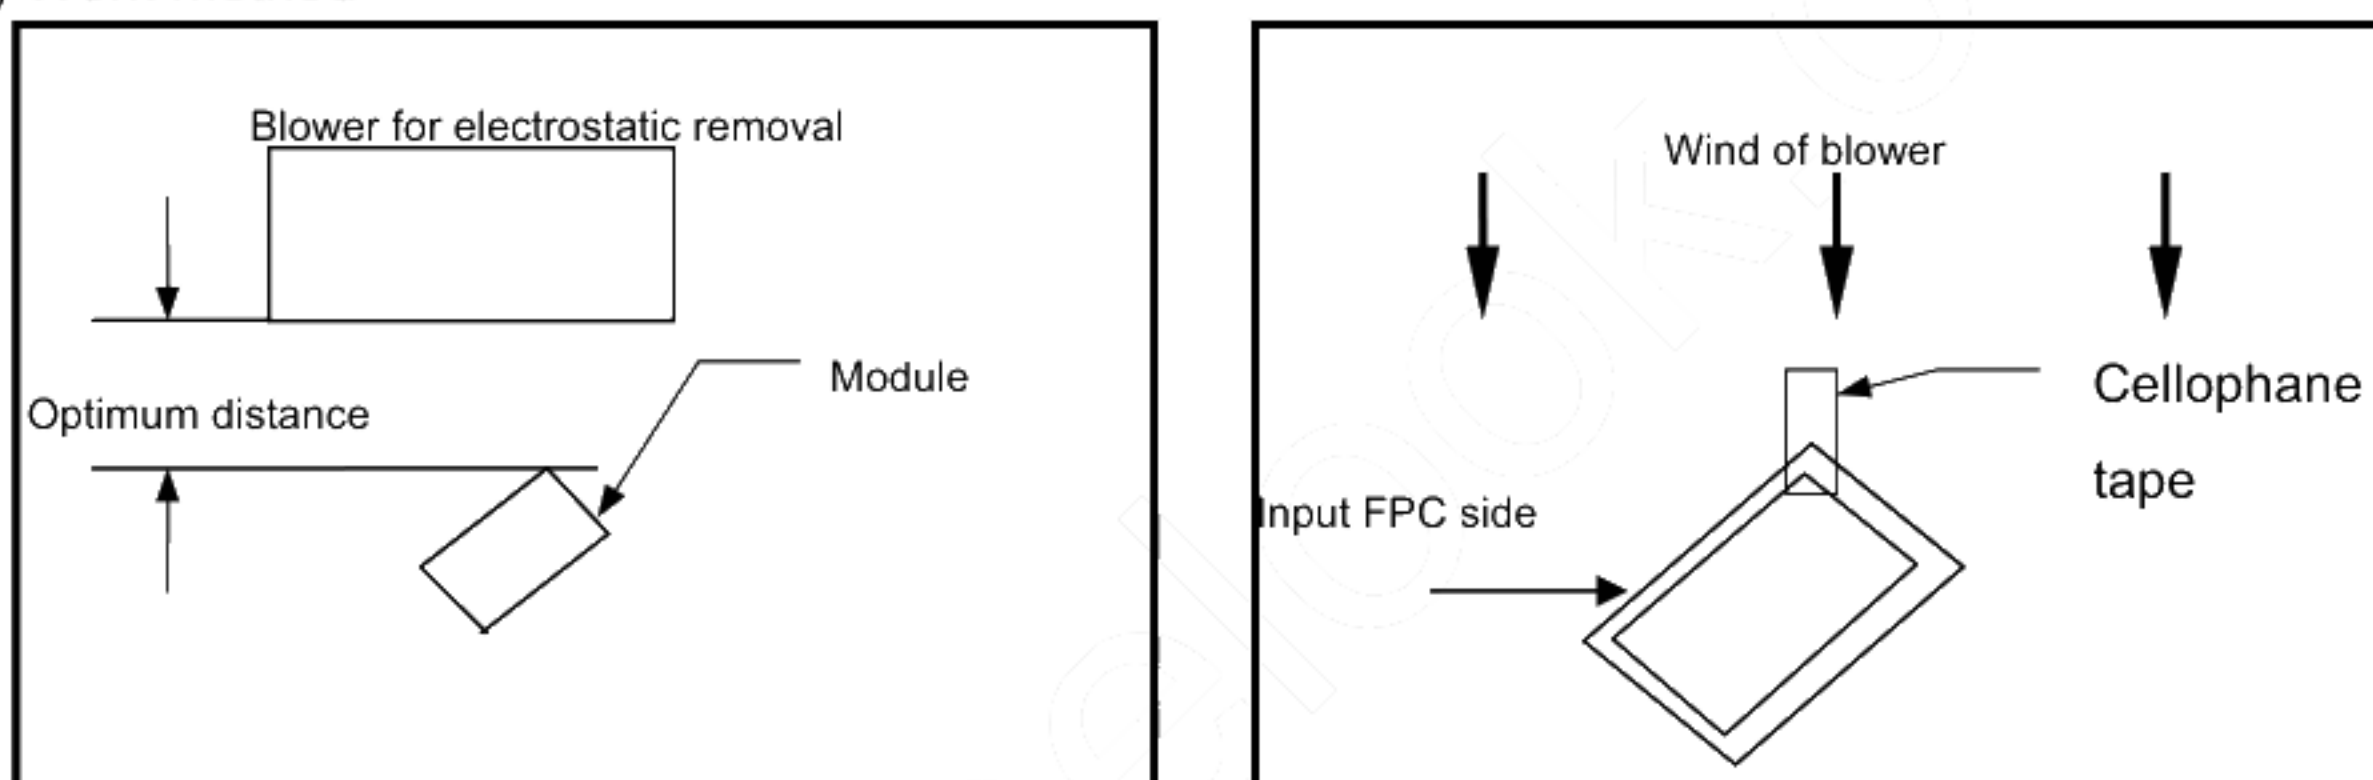 Blower for electrostatic removal
Module
Optimum distance
Wind of blower
Cellophane
tape
Input FPC side